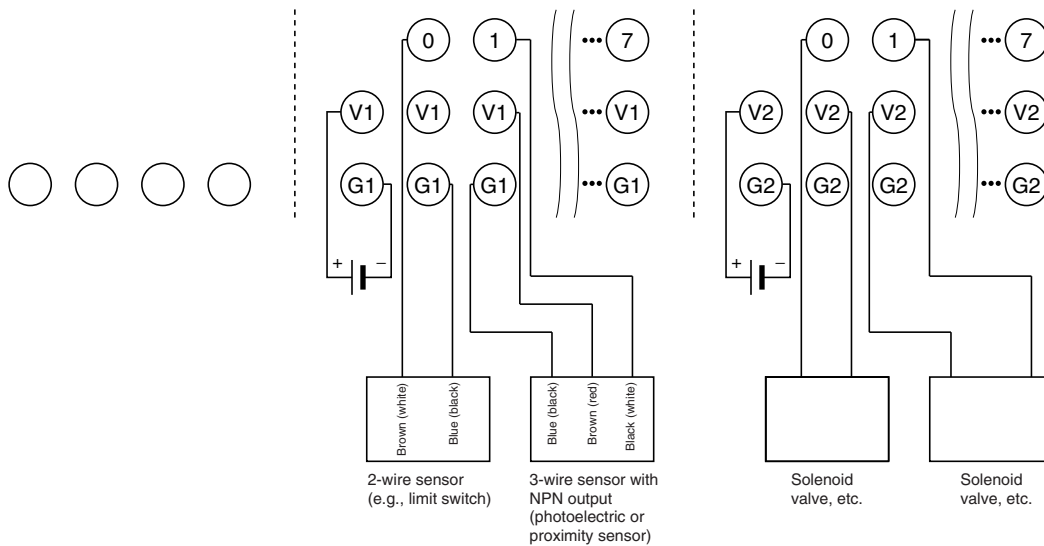 0 1 ••• 7 0 1 ••• 7
V1 V1 V1 ••• V1 V2 V2 V2 ••• V2
G1 G1 G1 ••• G1 G2 G2 G2 ••• G2
+ − + −
Brown (white)
Blue (black)
Blue (black)
Brown (red)
Black (white)
2-wire sensor
(e.g., limit switch)
3-wire sensor with
NPN output
(photoelectric or
proximity sensor)
Solenoid
valve, etc.
Solenoid
valve, etc.